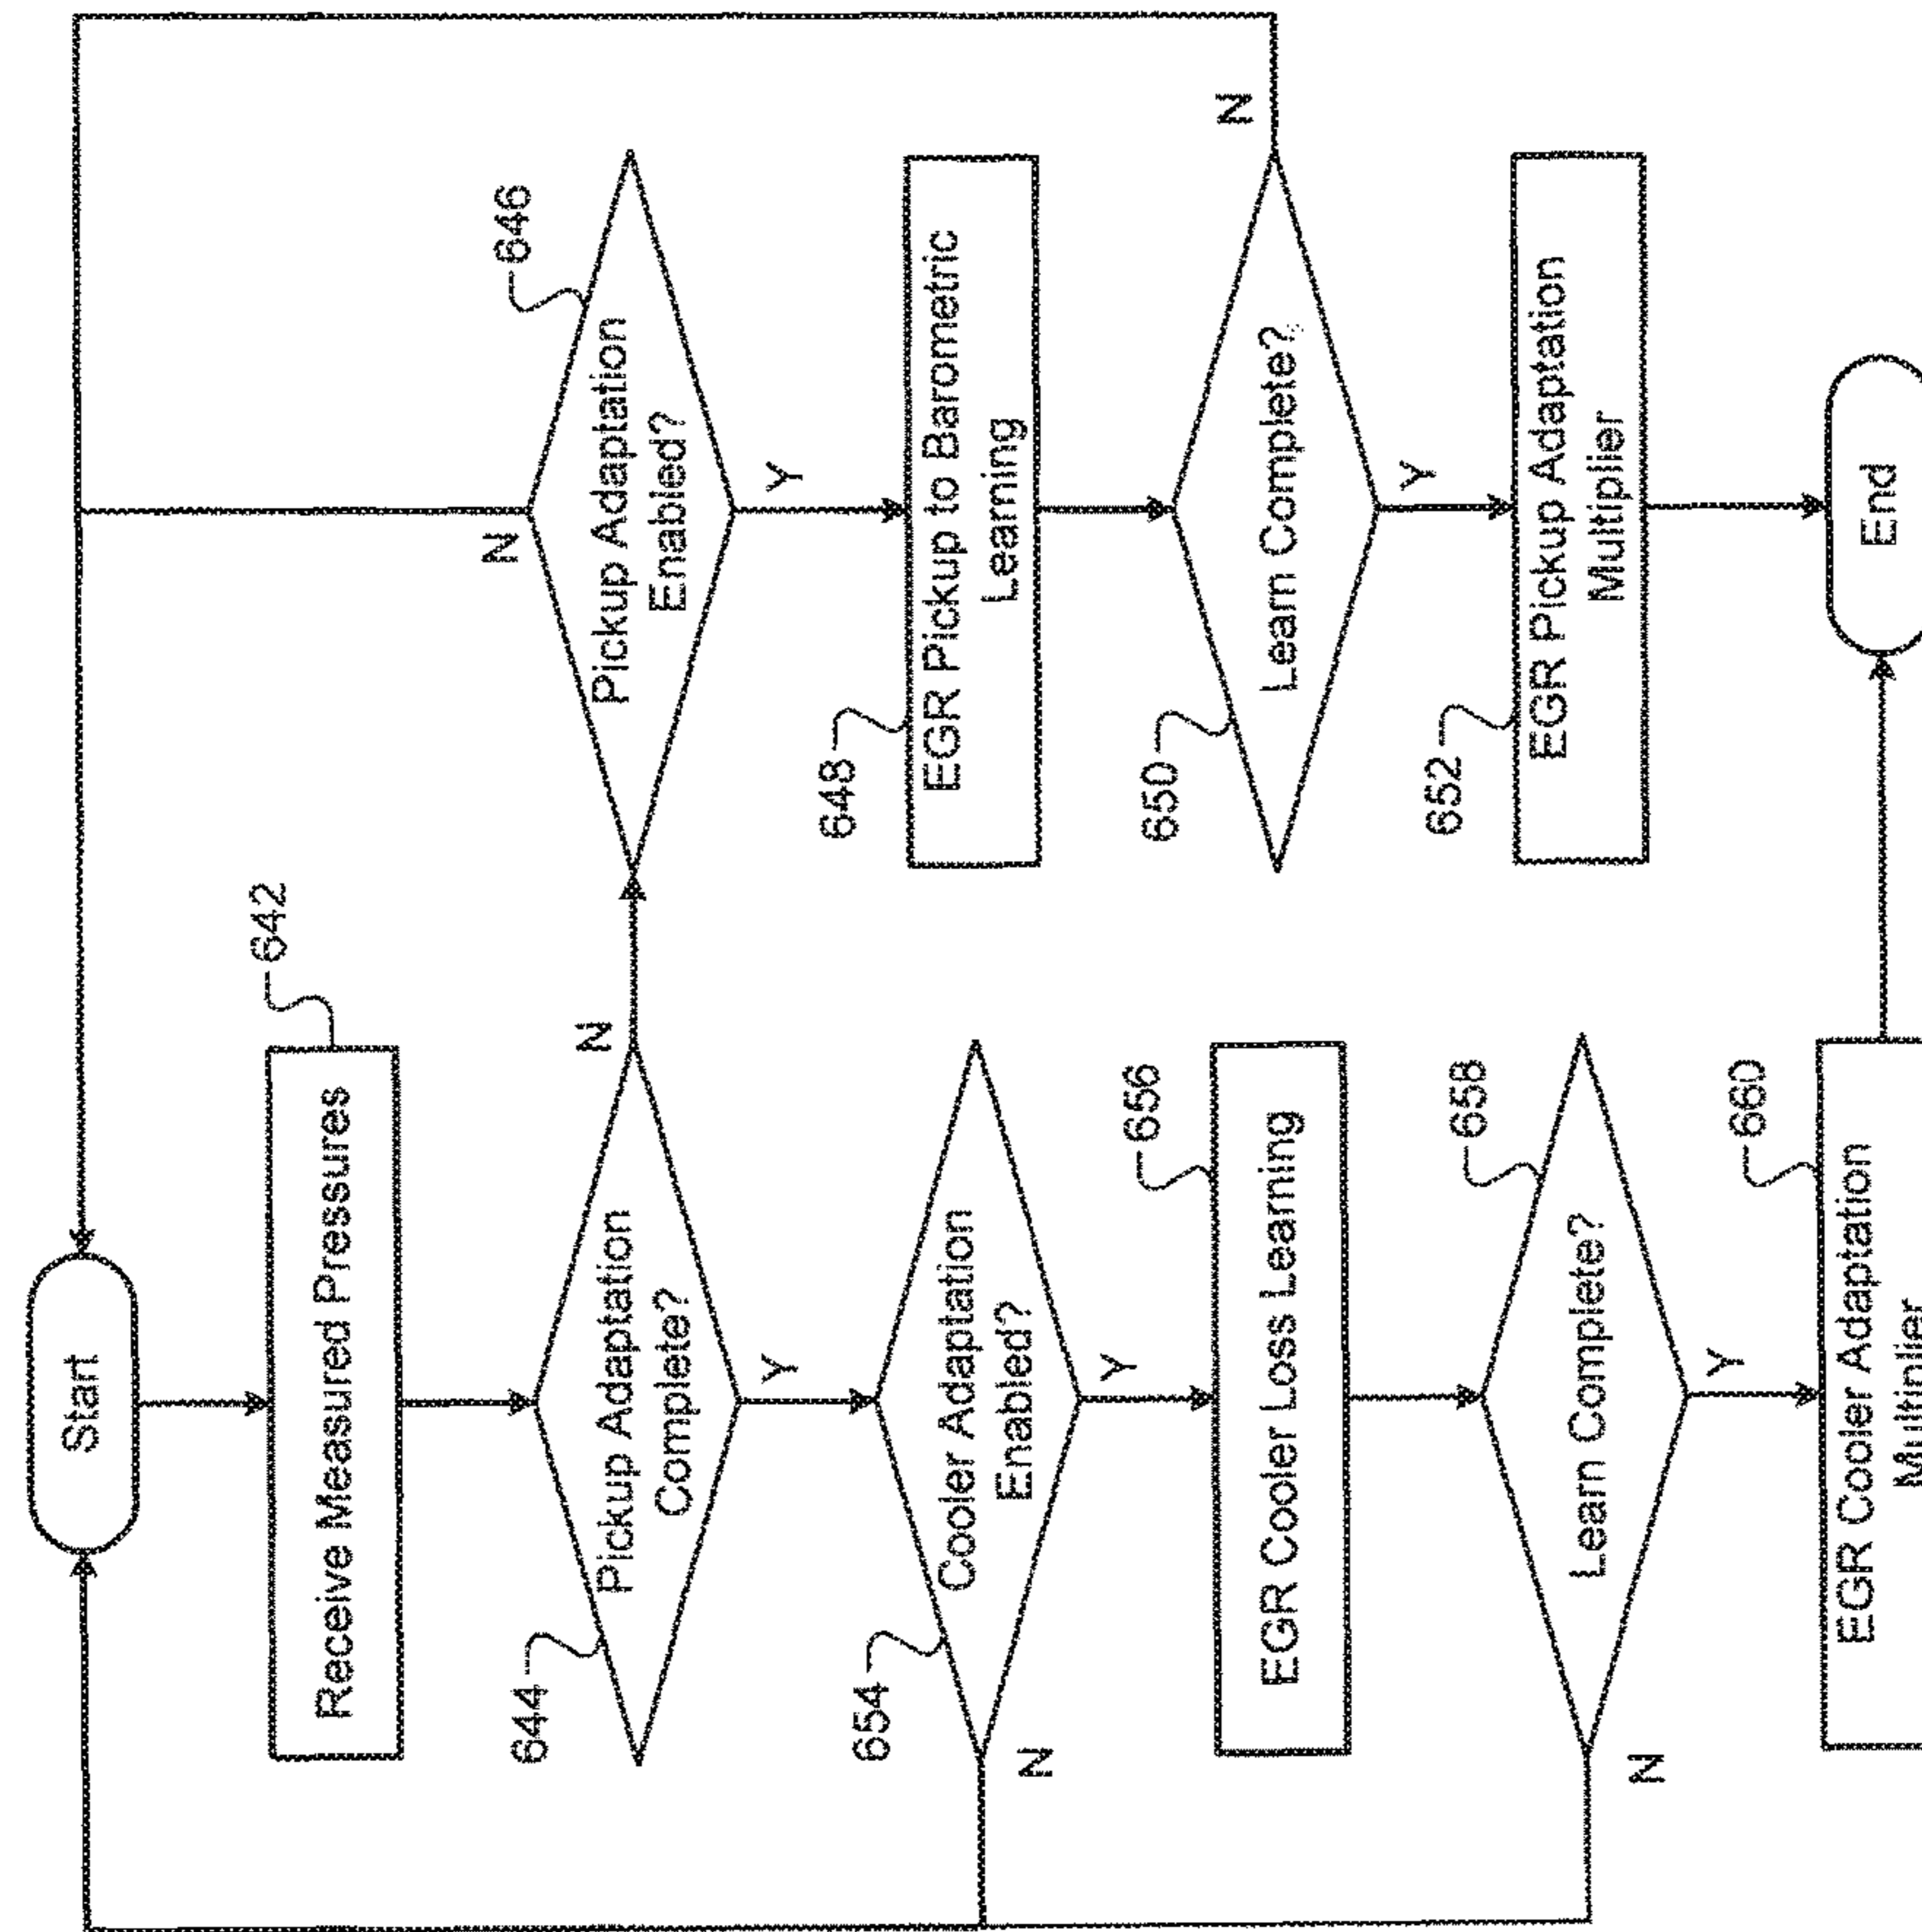 Start
642
Receive Measured Pressures
644
Pickup Adaptation
Complete?
N
Y
646
Pickup Adaptation
Enabled?
N
Y
648
EGR Pickup to Barometric
Learning
650
Learn Complete?
N
Y
652
EGR Pickup Adaptation
Multiplier
654
Cooler Adaptation
Enabled?
N
Y
656
EGR Cooler Loss Learning
658
Learn Complete?
N
Y
660
EGR Cooler Adaptation
Multiplier
End